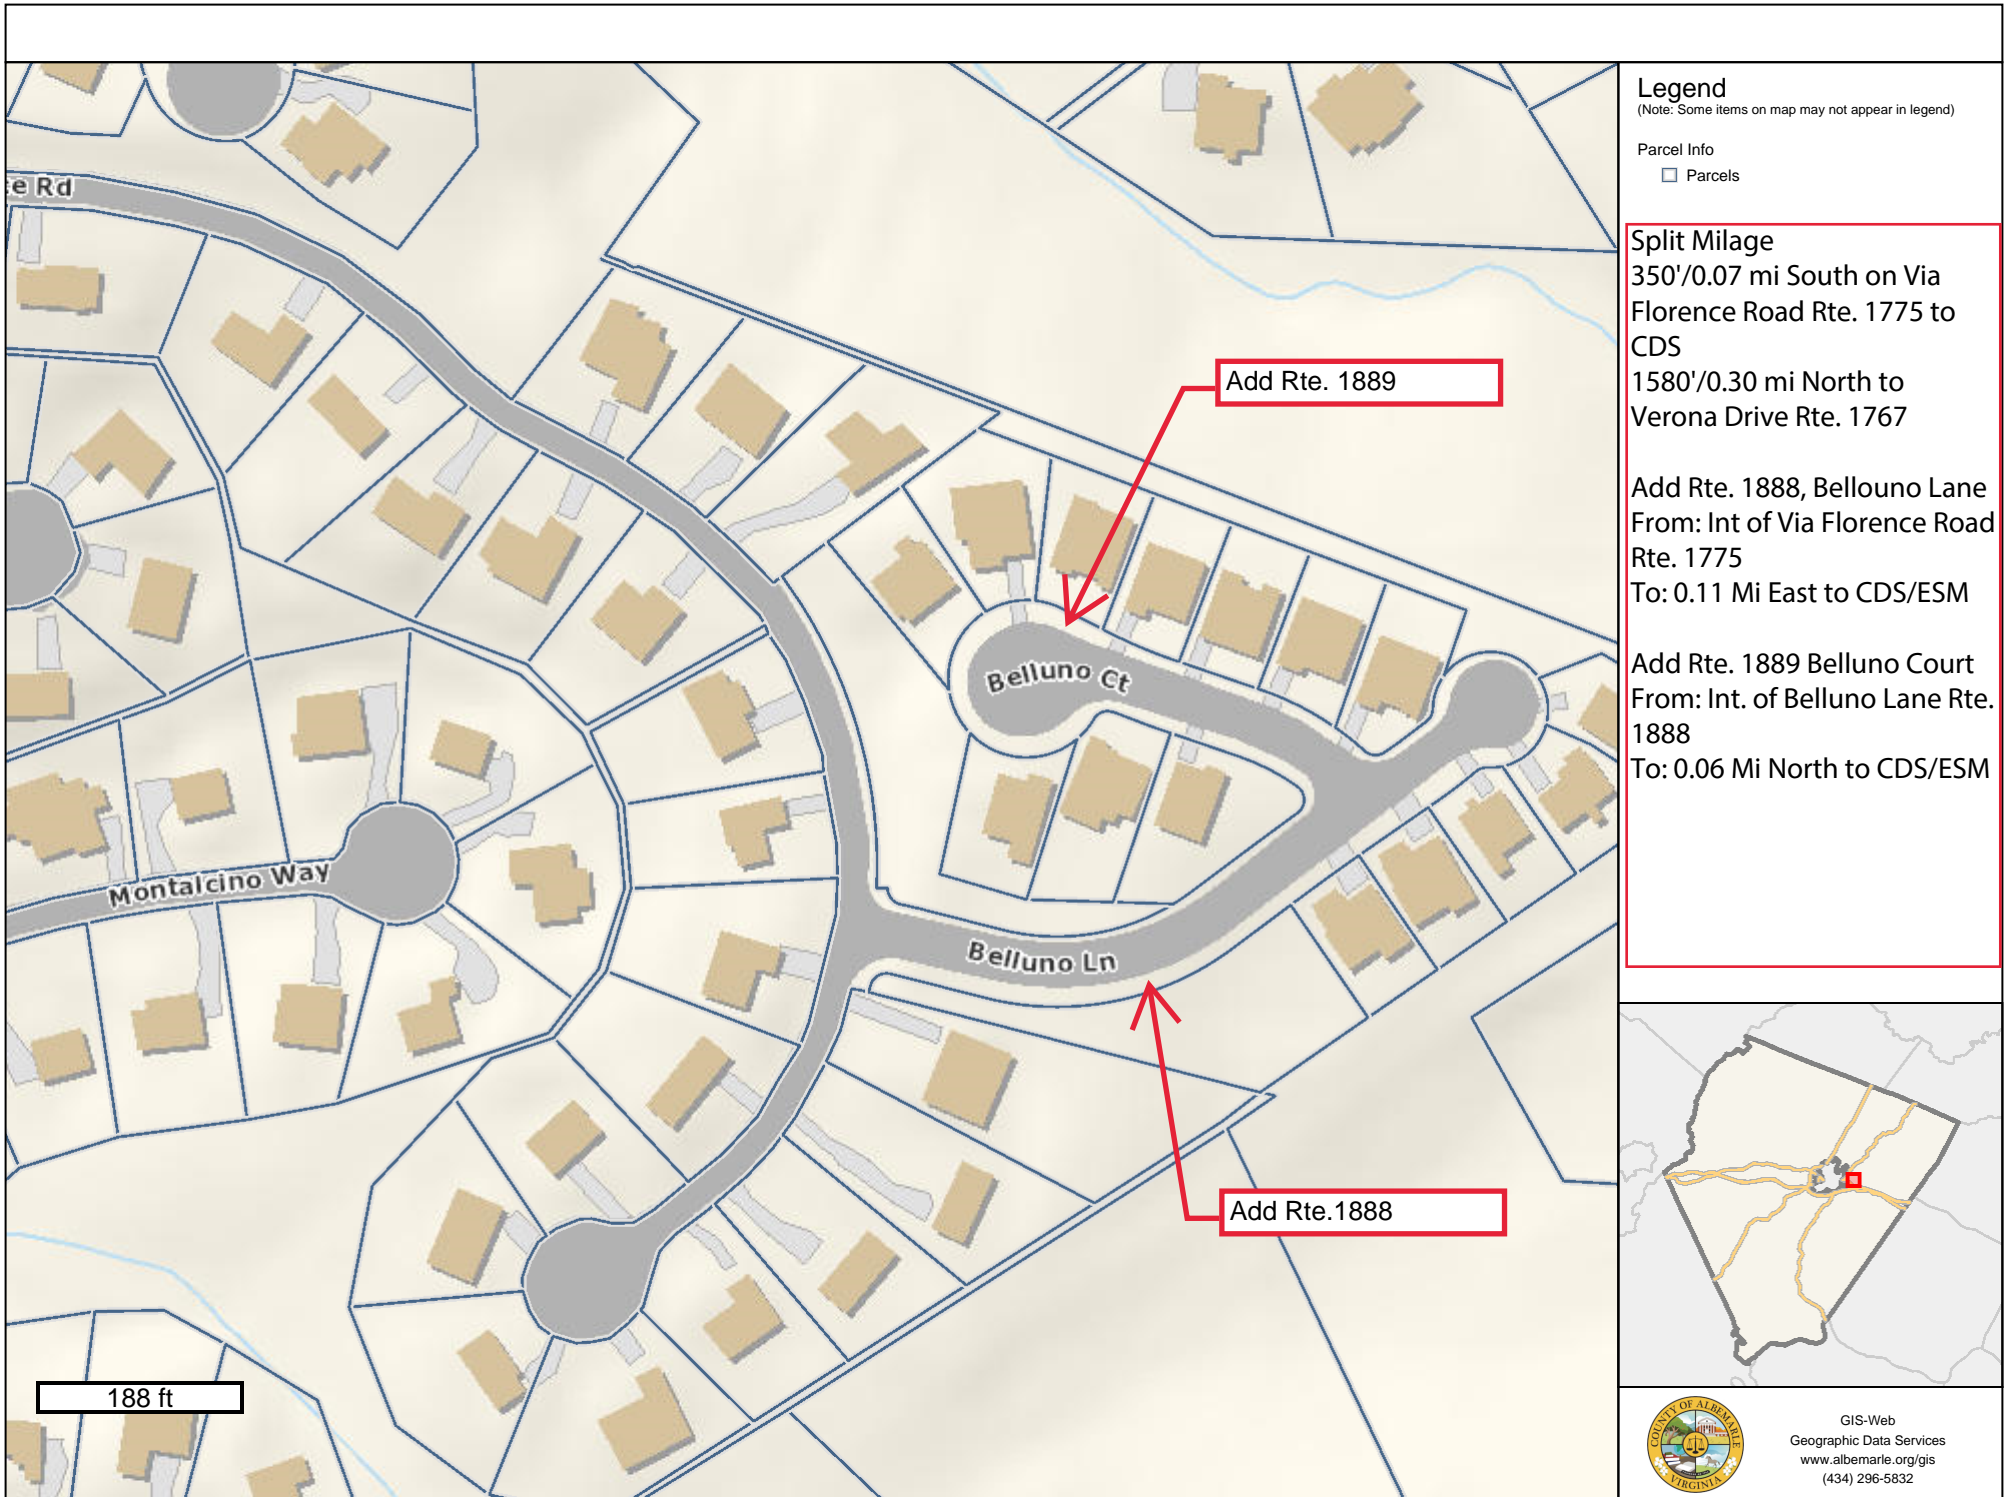 e Rd
Add Rte. 1889
Belluno Ct
Montalcino Way
Belluno Ln
Add Rte.1888
188 ft
Legend
(Note: Some items on map may not appear in legend)
Parcel Info
Parcels
Split Milage
350'/0.07 mi South on Via
Florence Road Rte. 1775 to
CDS
1580'/0.30 mi North to
Verona Drive Rte. 1767
Add Rte. 1888, Bellouno Lane
From: Int of Via Florence Road
Rte. 1775
To: 0.11 Mi East to CDS/ESM
Add Rte. 1889 Belluno Court
From: Int. of Belluno Lane Rte.
1888
To: 0.06 Mi North to CDS/ESM
COUNTY OF ALBEMARLE
VIRGINIA
GIS-Web
Geographic Data Services
www.albemarle.org/gis
(434) 296-5832